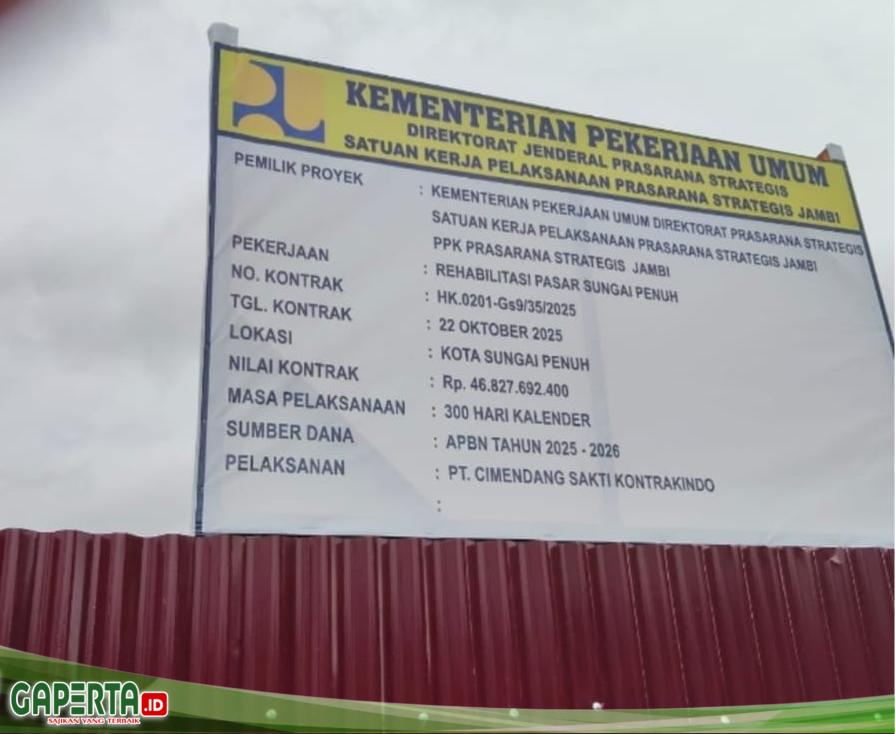 KEMENTERIAN PEKERJAAN UMUM
DIREKTORAT JENDERAL PRASARANA STRATEGIS
SATUAN KERJA PELAKSANAAN PRASARANA STRATEGIS JAMBI
PEMILIK PROYEK : KEMENTERIAN PEKERJAAN UMUM DIREKTORAT PRASARANA STRATEGIS
SATUAN KERJA PELAKSANAAN PRASARANA STRATEGIS JAMBI
PPK PRASARANA STRATEGIS JAMBI
PEKERJAAN : REHABILITASI PASAR SUNGAI PENUH
NO. KONTRAK : HK.0201-Gs9/35/2025
TGL. KONTRAK : 22 OKTOBER 2025
LOKASI : KOTA SUNGAI PENUH
NILAI KONTRAK : Rp. 46.827.692.400
MASA PELAKSANAAN : 300 HARI KALENDER
SUMBER DANA : APBN TAHUN 2025 - 2026
PELAKSANAN : PT. CIMENDANG SAKTI KONTRAKINDO
:
GAPERTA.ID
SAJIKAN YANG TERBAIK